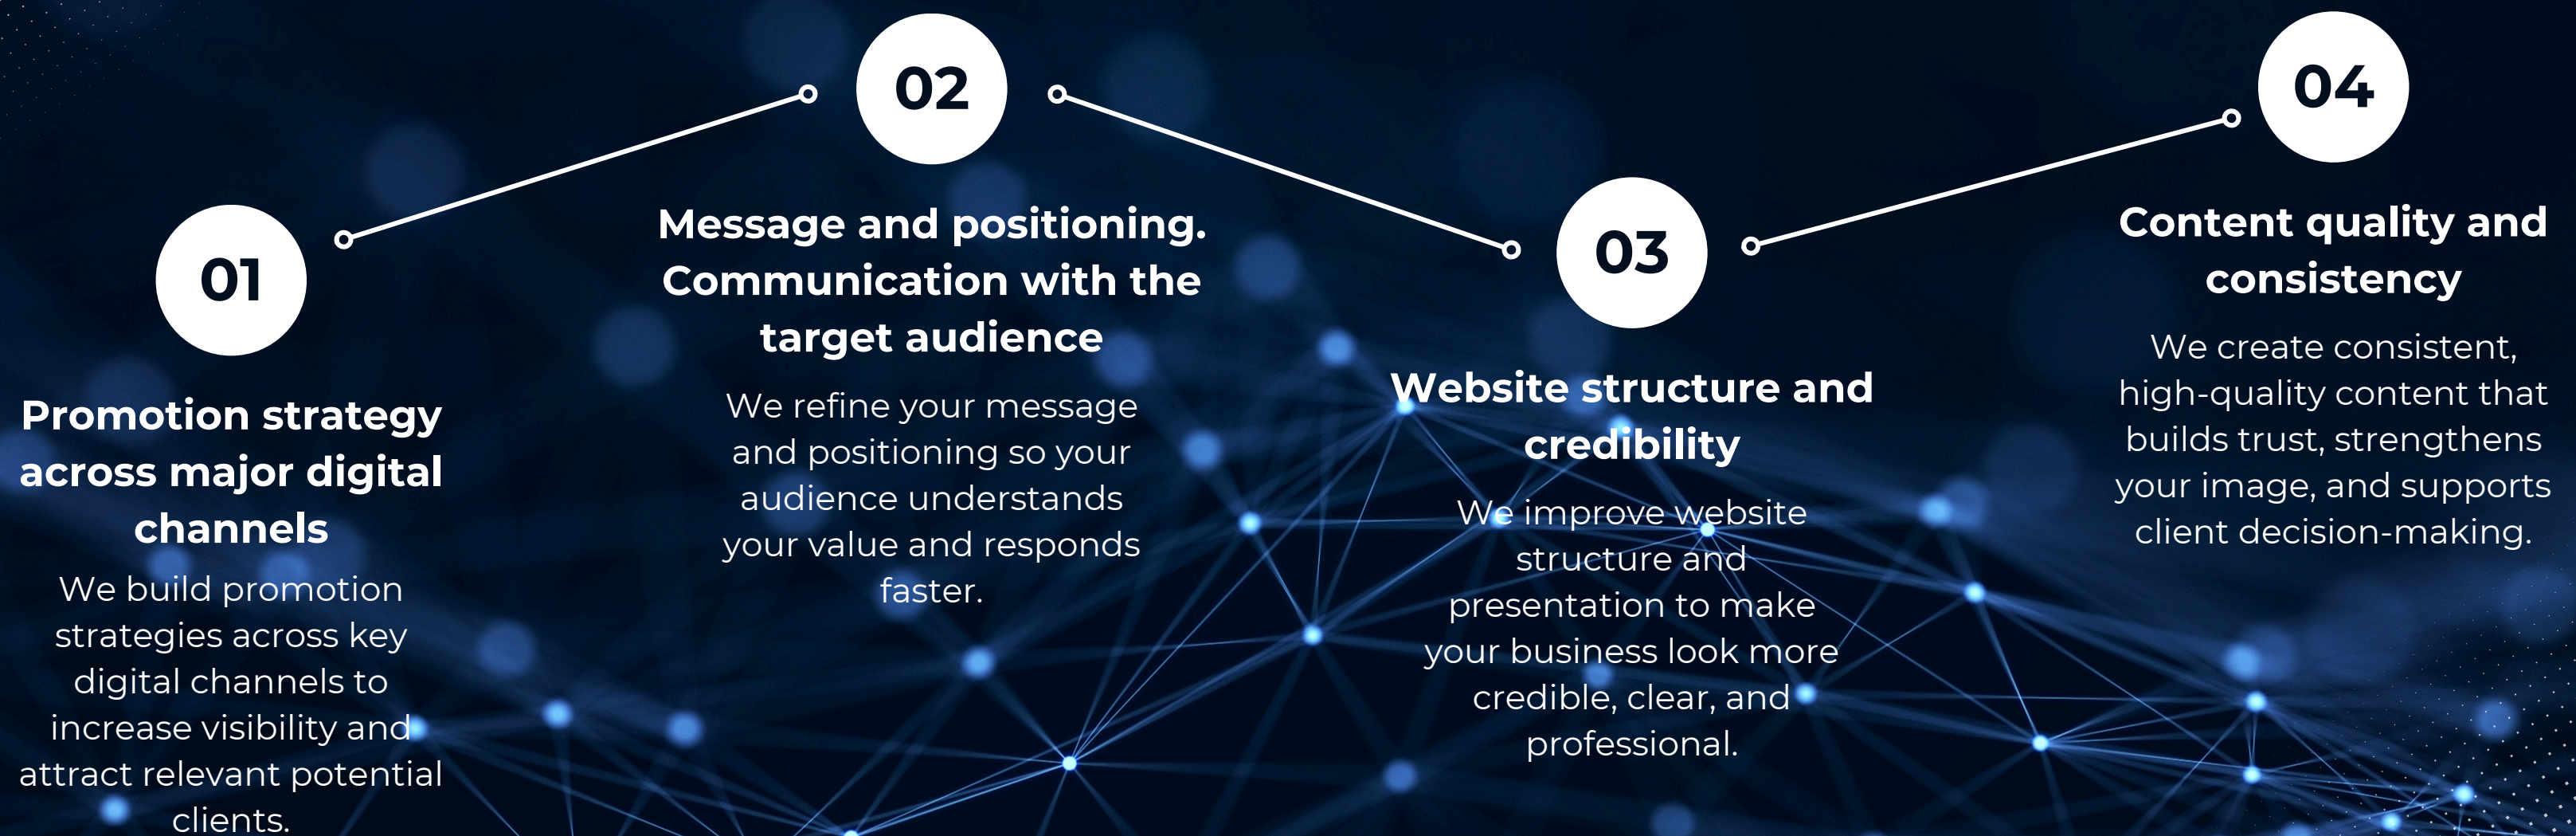 01
Promotion strategy
across major digital
channels
We build promotion
strategies across key
digital channels to
increase visibility and
attract relevant potential
clients.
02
Message and positioning.
Communication with the
target audience
We refine your message
and positioning so your
audience understands
your value and responds
faster.
03
Website structure and
credibility
We improve website
structure and
presentation to make
your business look more
credible, clear, and
professional.
04
Content quality and
consistency
We create consistent,
high-quality content that
builds trust, strengthens
your image, and supports
client decision-making.